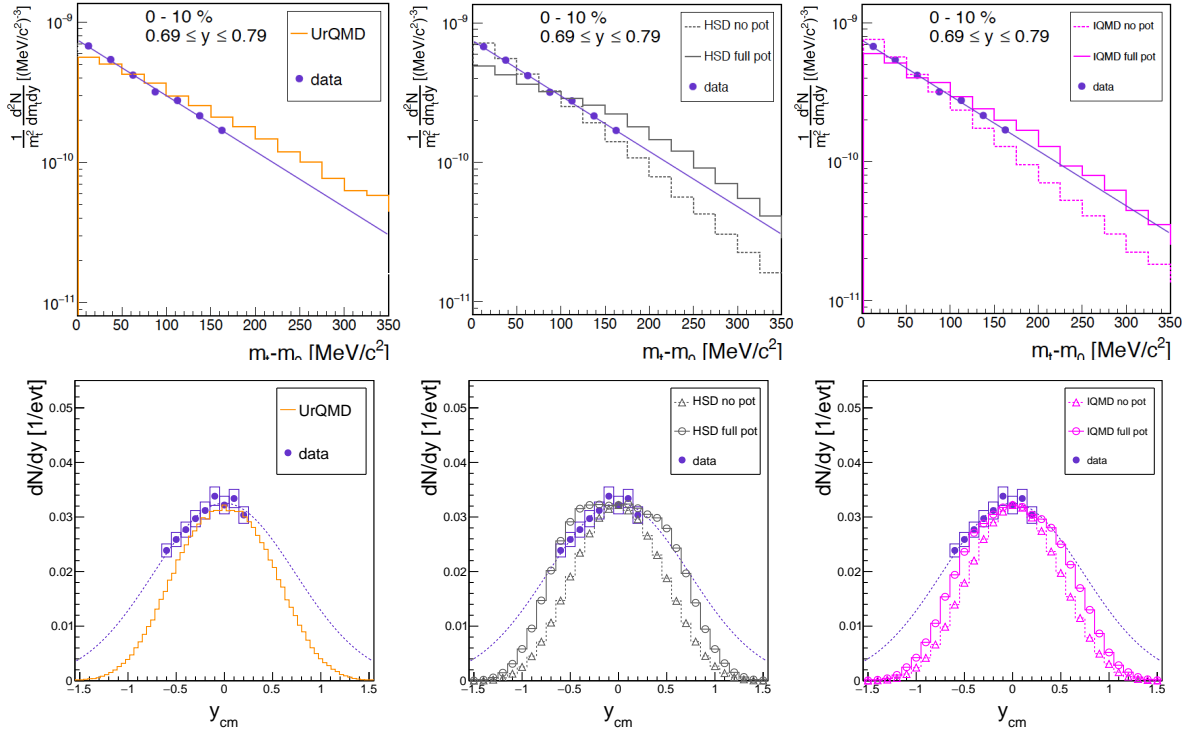 0 - 10 %
0.69 ≤ y ≤ 0.79
UrQMD
data
1/m_t^2 d^2N/dm_tdy [(MeV/c^2)^-3]
10^-9
10^-10
10^-11
0 50 100 150 200 250 300 350
m_t-m_0 [MeV/c^2]
0 - 10 %
0.69 ≤ y ≤ 0.79
HSD no pot
HSD full pot
data
1/m_t^2 d^2N/dm_tdy [(MeV/c^2)^-3]
10^-9
10^-10
10^-11
0 50 100 150 200 250 300 350
m_t-m_0 [MeV/c^2]
0 - 10 %
0.69 ≤ y ≤ 0.79
IQMD no pot
IQMD full pot
data
1/m_t^2 d^2N/dm_tdy [(MeV/c^2)^-3]
10^-9
10^-10
10^-11
0 50 100 150 200 250 300 350
m_t-m_0 [MeV/c^2]
UrQMD
data
dN/dy [1/evt]
0.05
0.04
0.03
0.02
0.01
0
−1.5 −1 −0.5 0 0.5 1 1.5
y_cm
HSD no pot
HSD full pot
data
dN/dy [1/evt]
0.05
0.04
0.03
0.02
0.01
0
−1.5 −1 −0.5 0 0.5 1 1.5
y_cm
IQMD no pot
IQMD full pot
data
dN/dy [1/evt]
0.05
0.04
0.03
0.02
0.01
0
−1.5 −1 −0.5 0 0.5 1 1.5
y_cm